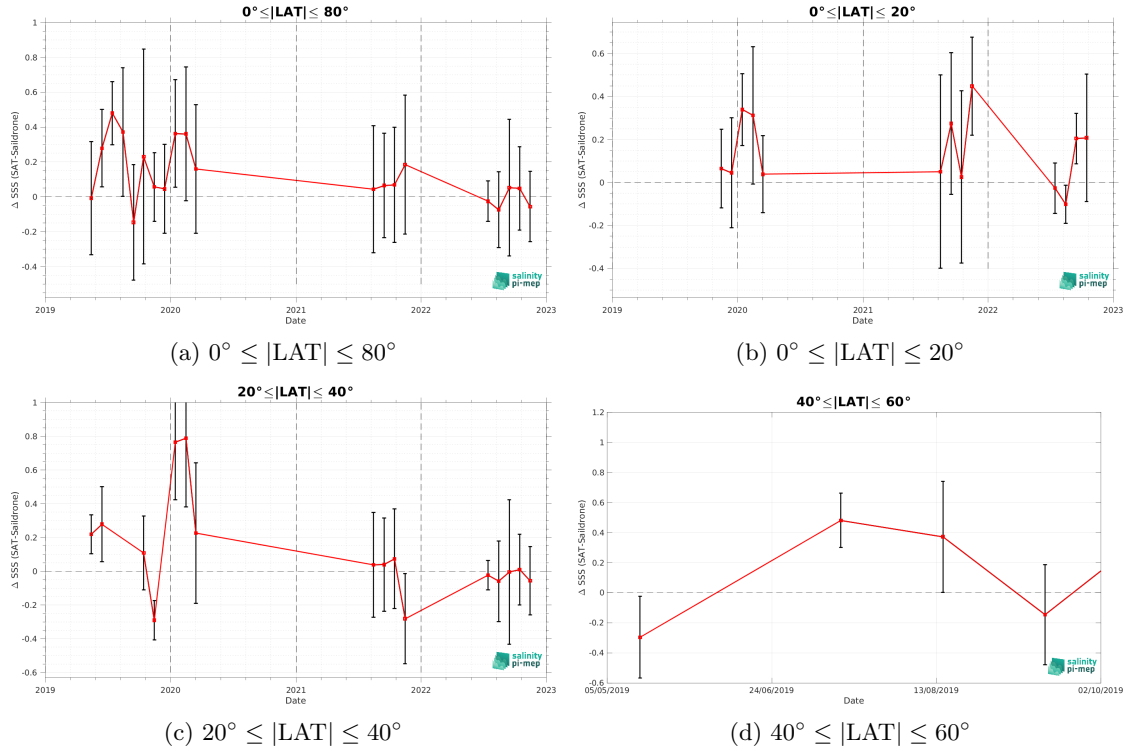 0°≤|LAT|≤ 80°
Δ SSS (SAT-Saildrone)
1
0.8
0.6
0.4
0.2
0
-0.2
-0.4
salinity
pi-mep
2019 2020 2021 2022 2023
Date
(a) 0° ≤ |LAT| ≤ 80°
0°≤|LAT|≤ 20°
Δ SSS (SAT-Saildrone)
0.6
0.4
0.2
0
-0.2
-0.4
salinity
pi-mep
2019 2020 2021 2022 2023
Date
(b) 0° ≤ |LAT| ≤ 20°
20°≤|LAT|≤ 40°
Δ SSS (SAT-Saildrone)
1
0.8
0.6
0.4
0.2
0
-0.2
-0.4
-0.6
salinity
pi-mep
2019 2020 2021 2022 2023
Date
(c) 20° ≤ |LAT| ≤ 40°
40°≤|LAT|≤ 60°
Δ SSS (SAT-Saildrone)
1.2
1
0.8
0.6
0.4
0.2
0
-0.2
-0.4
-0.6
salinity
pi-mep
05/05/2019 24/06/2019 13/08/2019 02/10/2019
Date
(d) 40° ≤ |LAT| ≤ 60°